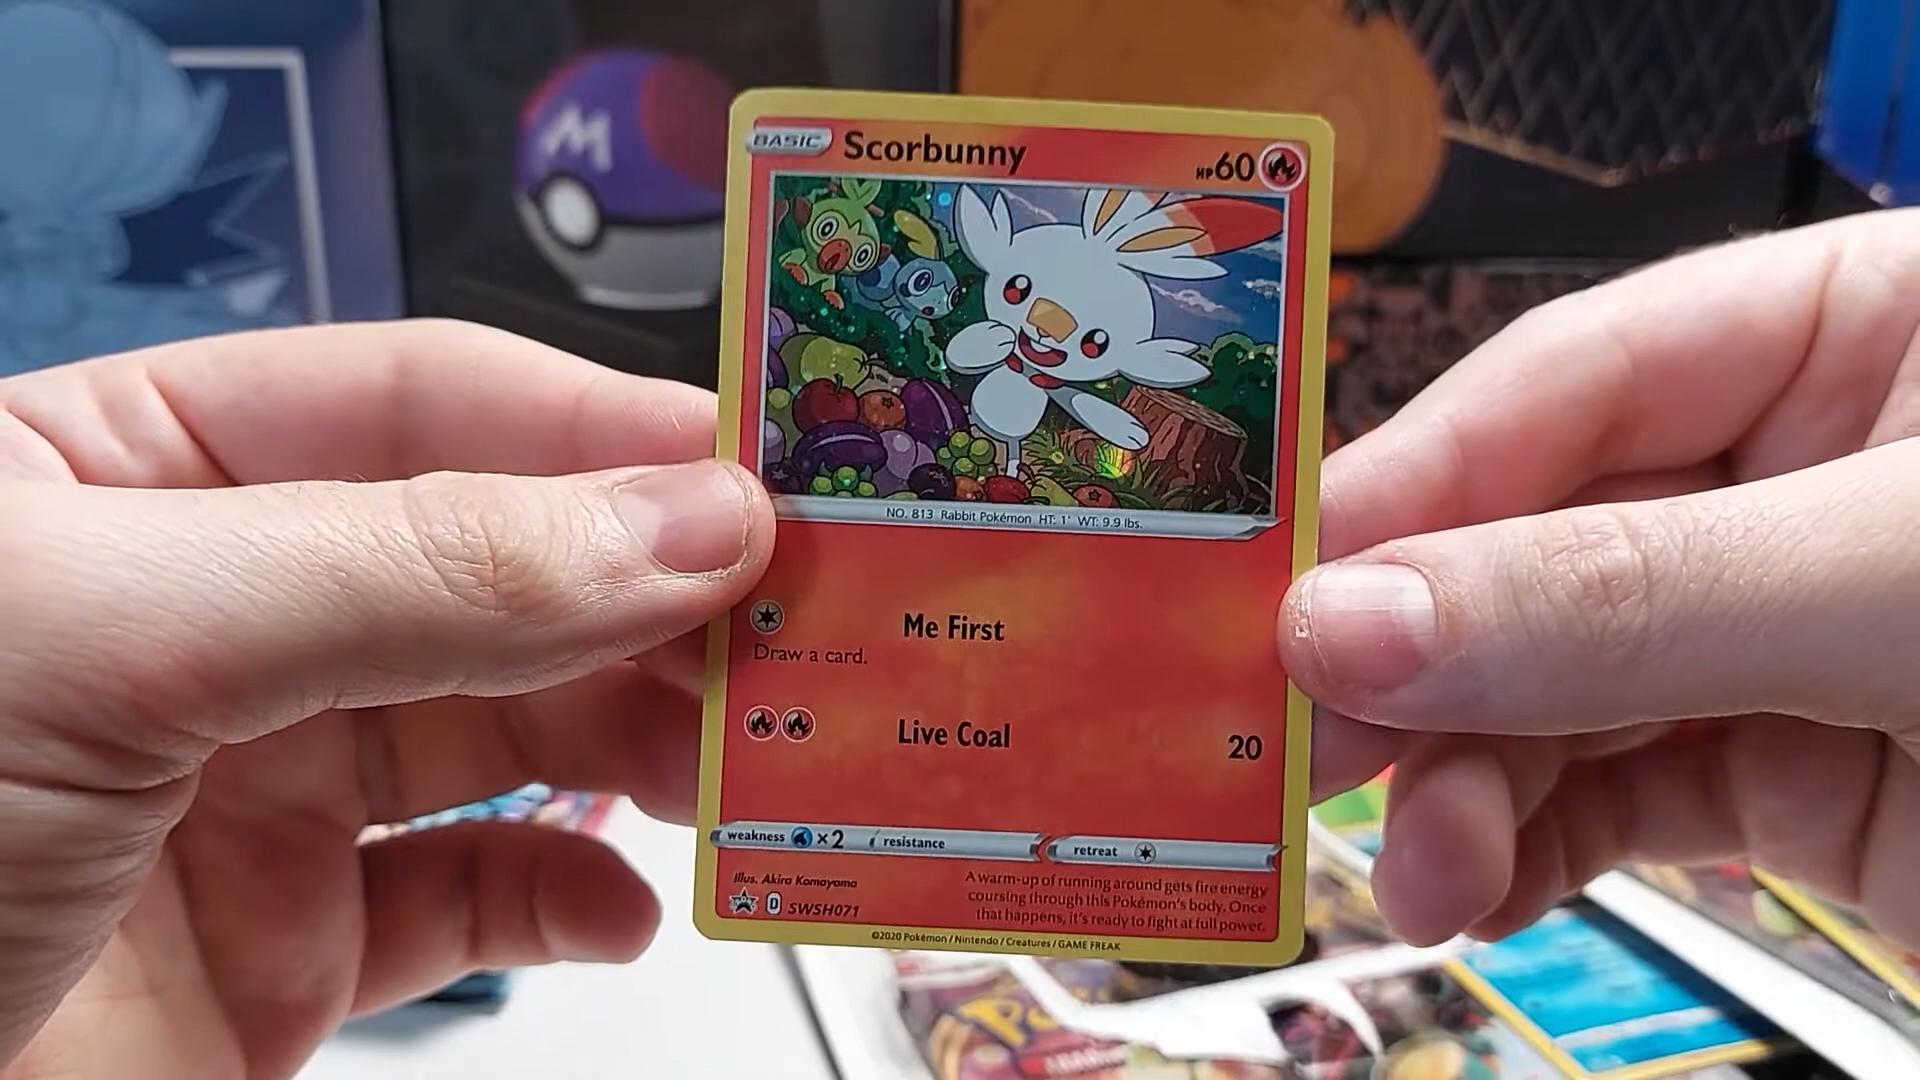 M
BASIC Scorbunny HP60
NO. 813 Rabbit Pokémon HT: 1' WT: 9.9 lbs.
Me First
Draw a card.
Live Coal 20
weakness ×2 resistance retreat
Illus. Akira Komayama
D SWSH071
A warm-up of running around gets fire energy
coursing through this Pokémon's body. Once
that happens, it's ready to fight at full power.
©2020 Pokémon / Nintendo / Creatures / GAME FREAK